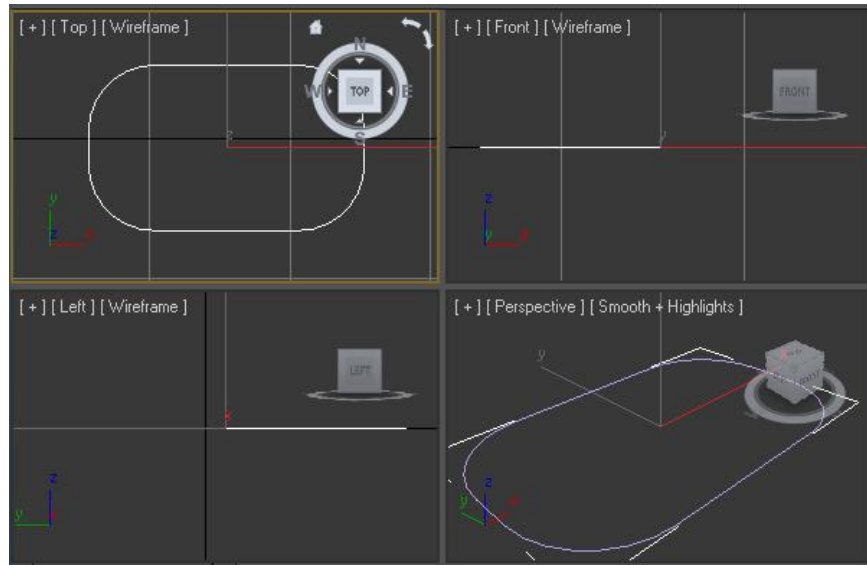 [ + ] [ Top ] [ Wireframe ]
N
W
TOP
E
S
z
y
z
x
[ + ] [ Front ] [ Wireframe ]
FRONT
y
z
y
x
[ + ] [ Left ] [ Wireframe ]
LEFT
x
z
y
x
[ + ] [ Perspective ] [ Smooth + Highlights ]
y
z
y
x